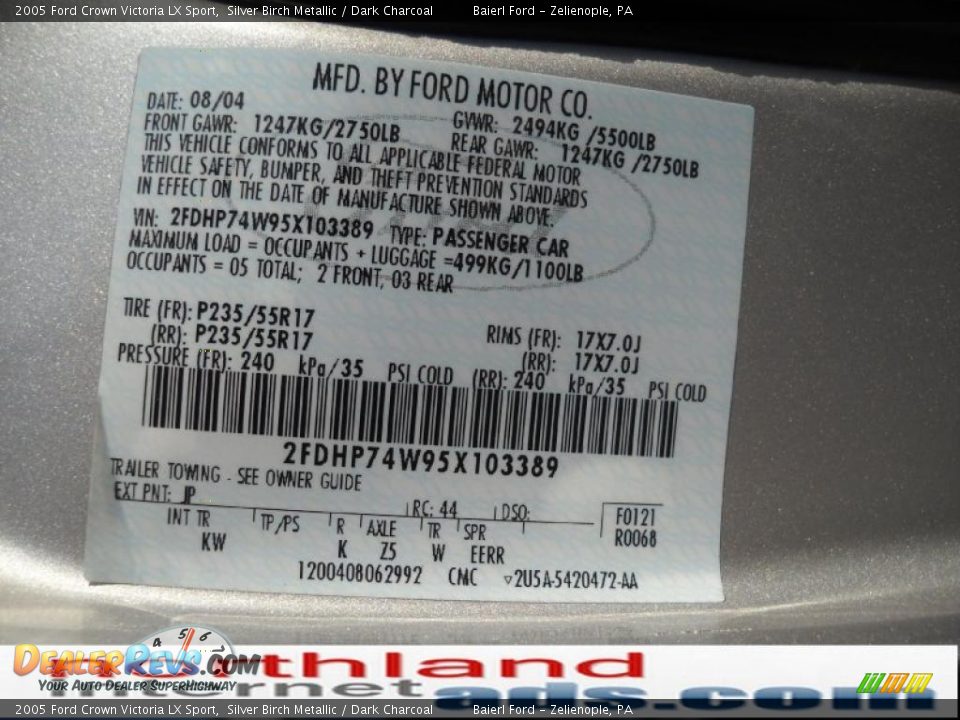 2005 Ford Crown Victoria LX Sport, Silver Birch Metallic / Dark Charcoal Baierl Ford - Zelienople, PA
MFD. BY FORD MOTOR CO.
DATE: 08/04 GVWR: 2494KG /5500LB
FRONT GAWR: 1247KG/2750LB REAR GAWR: 1247KG /2750LB
THIS VEHICLE CONFORMS TO ALL APPLICABLE FEDERAL MOTOR
VEHICLE SAFETY, BUMPER, AND THEFT PREVENTION STANDARDS
IN EFFECT ON THE DATE OF MANUFACTURE SHOWN ABOVE.
VIN: 2FDHP74W95X103389 TYPE: PASSENGER CAR
MAXIMUM LOAD = OCCUPANTS + LUGGAGE =499KG/1100LB
OCCUPANTS = 05 TOTAL; 2 FRONT, 03 REAR
TIRE (FR): P235/55R17 RIMS (FR): 17X7.0J
(RR): P235/55R17 (RR): 17X7.0J
PRESSURE (FR): 240 kPa/35 PSI COLD (RR): 240 kPa/35 PSI COLD
2FDHP74W95X103389
TRAILER TOWING - SEE OWNER GUIDE
EXT PNT: JP RC: 44 DSO: F0121
INT TR TP/PS R AXLE TR SPR R0068
KW K Z5 W EERR
1200408062992 CMC ▽2U5A-5420472-AA
4 5 6
DealerRevs.com
Your Auto Dealer SuperHighway
thland
ernet ads.com
2005 Ford Crown Victoria LX Sport, Silver Birch Metallic / Dark Charcoal Baierl Ford - Zelienople, PA